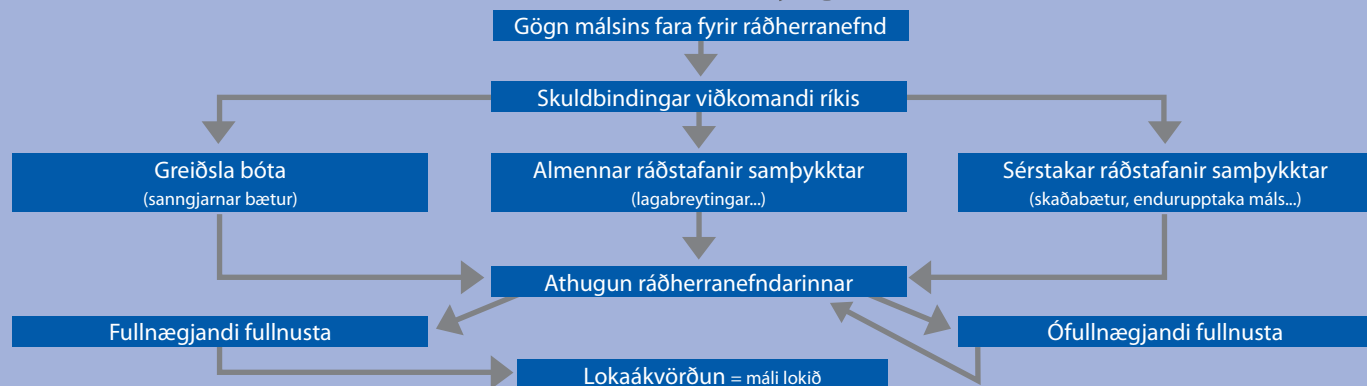 Gögn málsins fara fyrir ráðherranefnd
Skuldbindingar viðkomandi ríkis
Greiðsla bóta
(sanngjarnar bætur)
Almennar ráðstafanir samþykktar
(lagabreytingar...)
Sérstakar ráðstafanir samþykktar
(skaðabætur, endurupptaka máls...)
Athugun ráðherranefndarinnar
Fullnægjandi fullnusta
Ófullnægjandi fullnusta
Lokaákvörðun = máli lokið